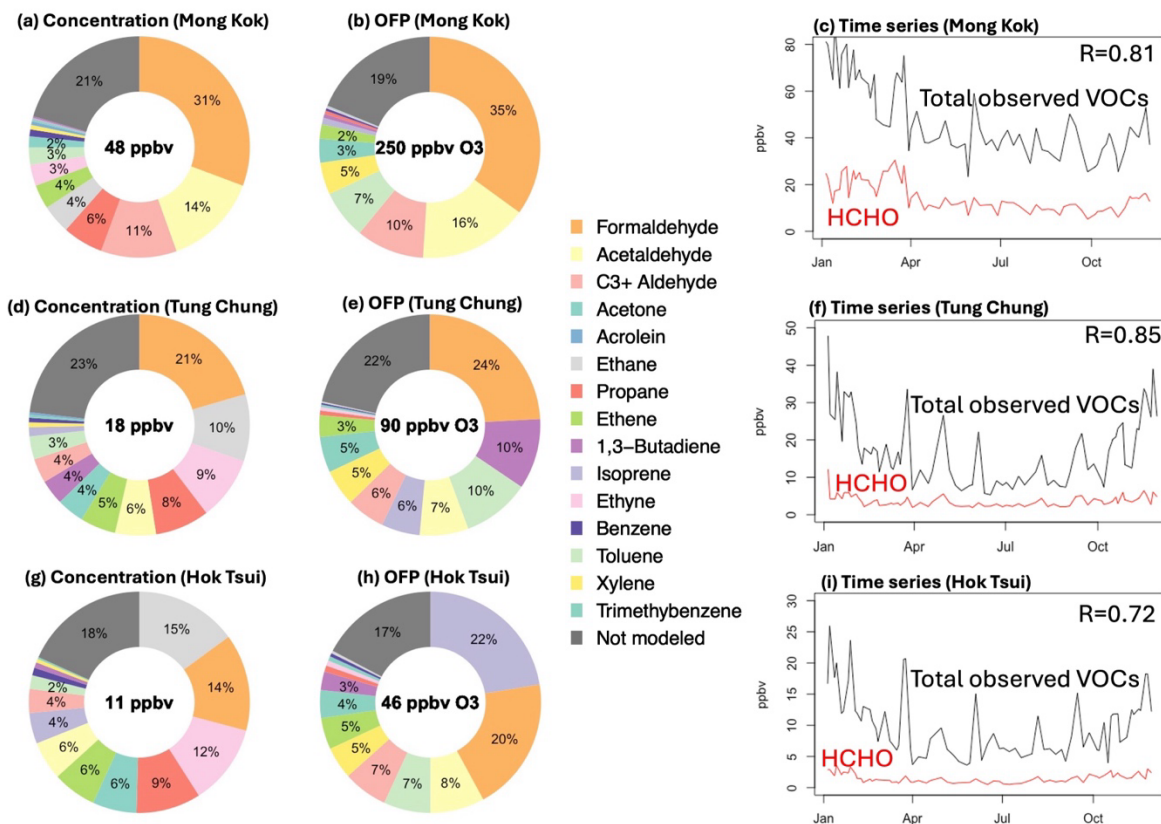 (a) Concentration (Mong Kok)
31%
14%
11%
6%
4%
4%
3%
3%
2%
21%
48 ppbv
(b) OFP (Mong Kok)
35%
16%
10%
7%
5%
3%
2%
19%
250 ppbv O3
(c) Time series (Mong Kok)
R=0.81
Total observed VOCs
HCHO
ppbv
80
60
40
20
0
Jan
Apr
Jul
Oct
(d) Concentration (Tung Chung)
21%
10%
9%
8%
6%
5%
4%
4%
4%
3%
23%
18 ppbv
(e) OFP (Tung Chung)
24%
10%
10%
7%
6%
6%
5%
5%
3%
22%
90 ppbv O3
Formaldehyde
Acetaldehyde
C3+ Aldehyde
Acetone
Acrolein
Ethane
Propane
Ethene
1,3−Butadiene
Isoprene
Ethyne
Benzene
Toluene
Xylene
Trimethybenzene
Not modeled
(f) Time series (Tung Chung)
R=0.85
Total observed VOCs
HCHO
ppbv
50
40
30
20
10
0
Jan
Apr
Jul
Oct
(g) Concentration (Hok Tsui)
15%
14%
12%
9%
6%
6%
6%
4%
4%
2%
18%
11 ppbv
(h) OFP (Hok Tsui)
22%
20%
8%
7%
7%
5%
5%
4%
3%
17%
46 ppbv O3
(i) Time series (Hok Tsui)
R=0.72
Total observed VOCs
HCHO
ppbv
30
25
20
15
10
5
0
Jan
Apr
Jul
Oct